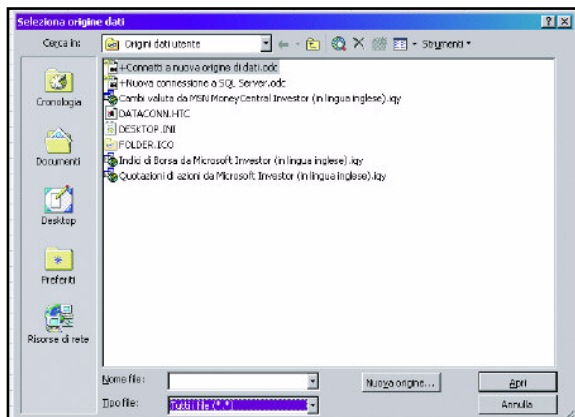 Seleziona origine dati
Cerca in:
Origini dati utente
Strumenti
+Connetti a nuova origine di dati.odc
+Nuova connessione a SQL Server.odc
Cambi valuta da MSN MoneyCentral Investor (in lingua inglese).iqy
DATACONN.HTC
DESKTOP.INI
FOLDER.ICO
Indici di Borsa da Microsoft Investor (in lingua inglese).iqy
Quotazioni di azioni da Microsoft Investor (in lingua inglese).iqy
Cronologia
Documenti
Desktop
Preferiti
Risorse di rete
Nome file:
Nuova origine...
Apri
Tipo file:
Tutti i file (*.*)
Annulla